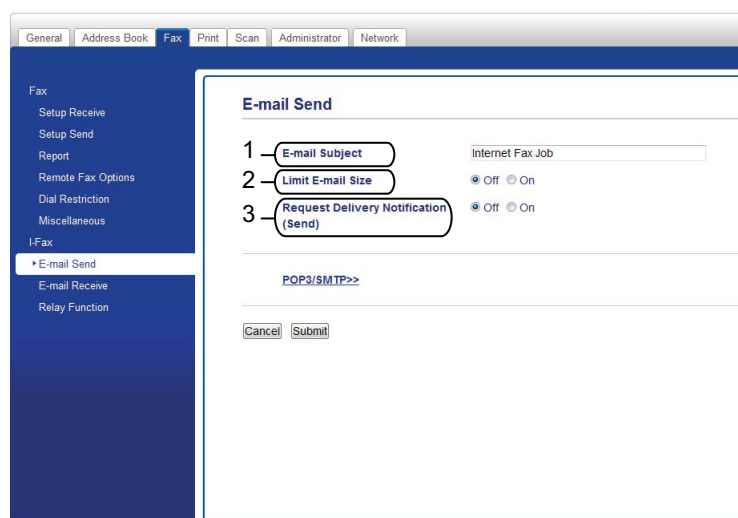 General Address Book Fax Print Scan Administrator Network
Fax
Setup Receive
Setup Send
Report
Remote Fax Options
Dial Restriction
Miscellaneous
I-Fax
E-mail Send
E-mail Receive
Relay Function
E-mail Send
1 E-mail Subject Internet Fax Job
2 Limit E-mail Size Off On
3 Request Delivery Notification Off On
(Send)
POP3/SMTP>>
Cancel Submit